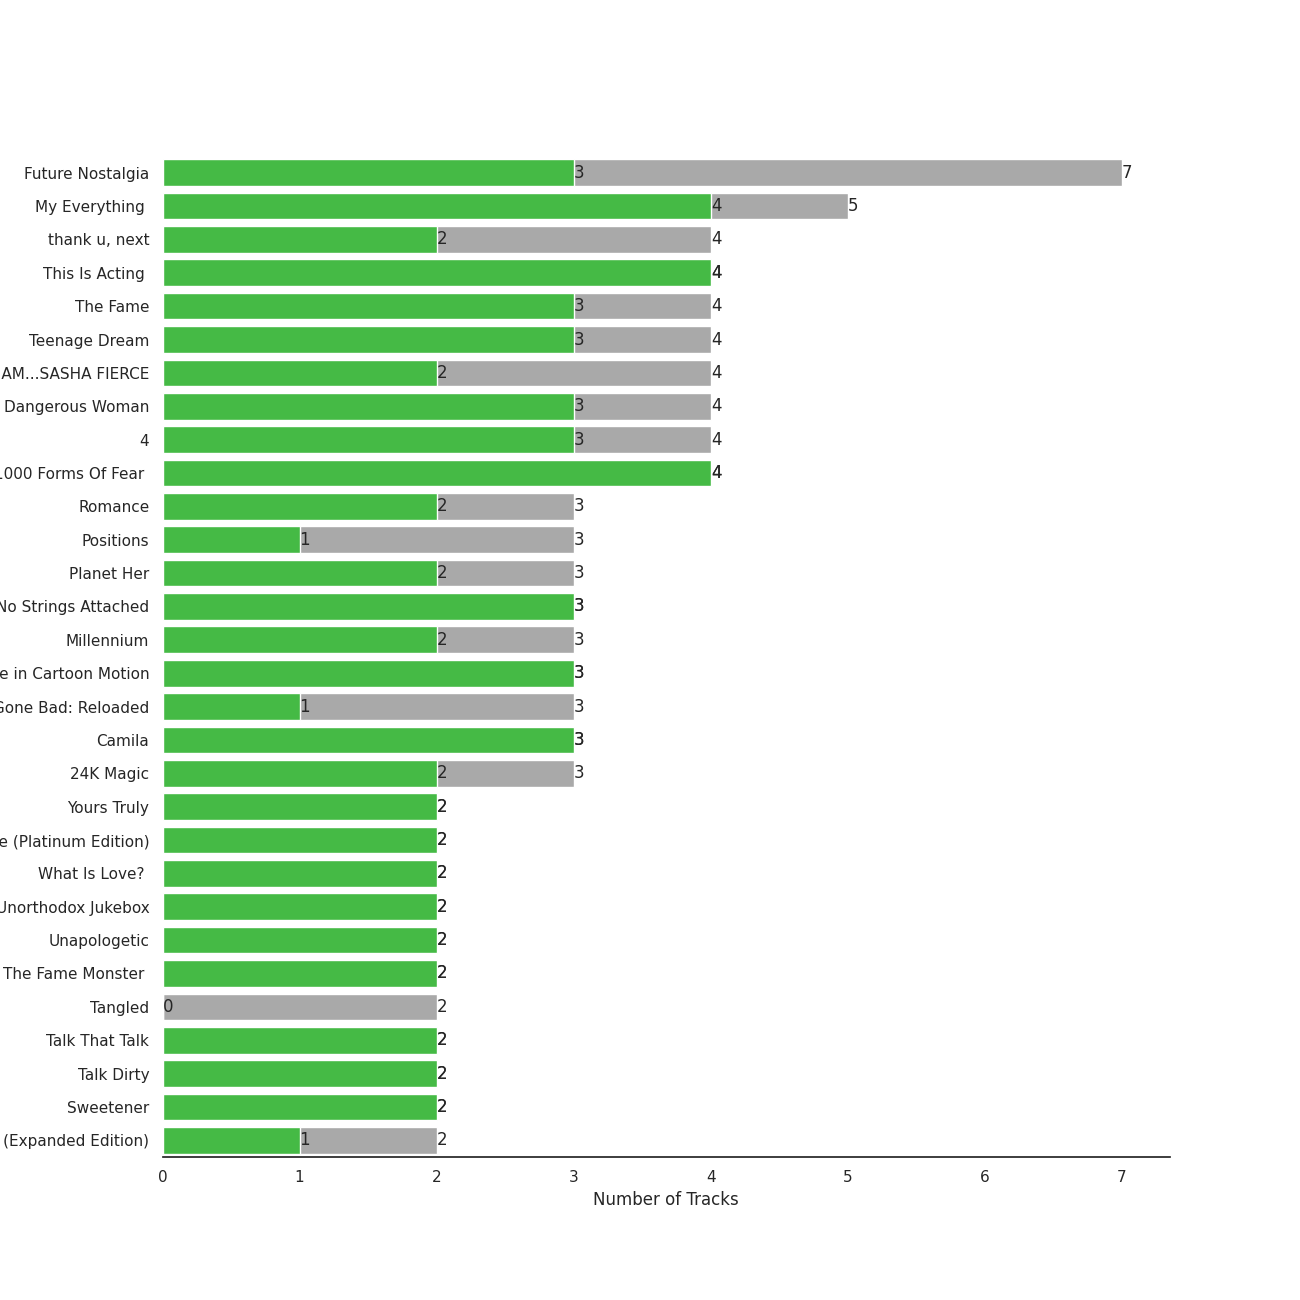 Future Nostalgia 3 7
My Everything 4 5
thank u, next 2 4
This Is Acting 4
The Fame 3 4
Teenage Dream 3 4
AM...SASHA FIERCE 2 4
Dangerous Woman 3 4
4 3 4
1000 Forms Of Fear 4
Romance 2 3
Positions 1 3
Planet Her 2 3
No Strings Attached 3
Millennium 2 3
e in Cartoon Motion 3
Gone Bad: Reloaded 1 3
Camila 3
24K Magic 2 3
Yours Truly 2
e (Platinum Edition) 2
What Is Love? 2
Unorthodox Jukebox 2
Unapologetic 2
The Fame Monster 2
Tangled 0 2
Talk That Talk 2
Talk Dirty 2
Sweetener 2
(Expanded Edition) 1 2
0 1 2 3 4 5 6 7
Number of Tracks